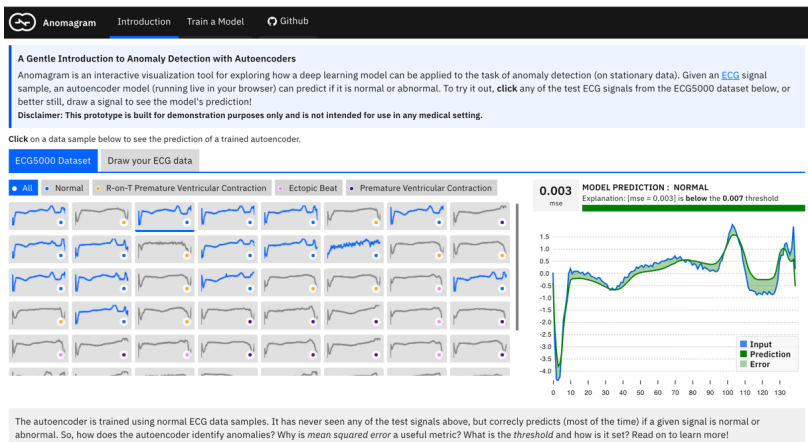 Anomagram Introduction Train a Model Github
A Gentle Introduction to Anomaly Detection with Autoencoders
Anomagram is an interactive visualization tool for exploring how a deep learning model can be applied to the task of anomaly detection (on stationary data). Given an ECG signal
sample, an autoencoder model (running live in your browser) can predict if it is normal or abnormal. To try it out, click any of the test ECG signals from the ECG5000 dataset below, or
better still, draw a signal to see the model's prediction!
Disclaimer: This prototype is built for demonstration purposes only and is not intended for use in any medical setting.
Click on a data sample below to see the prediction of a trained autoencoder.
ECG5000 Dataset Draw your ECG data
All Normal R-on-T Premature Ventricular Contraction Ectopic Beat Premature Ventricular Contraction
0.003
mse
MODEL PREDICTION : NORMAL
Explanation: [mse = 0.003] is below the 0.007 threshold
1.5
1.0
0.5
0.0
-0.5
-1.0
-1.5
-2.0
-2.5
-3.0
-3.5
-4.0
Input
Prediction
Error
0 10 20 30 40 50 60 70 80 90 100 110 120 130
The autoencoder is trained using normal ECG data samples. It has never seen any of the test signals above, but correcly predicts (most of the time) if a given signal is normal or
abnormal. So, how does the autoencoder identify anomalies? Why is mean squared error a useful metric? What is the threshold and how is it set? Read on to learn more!